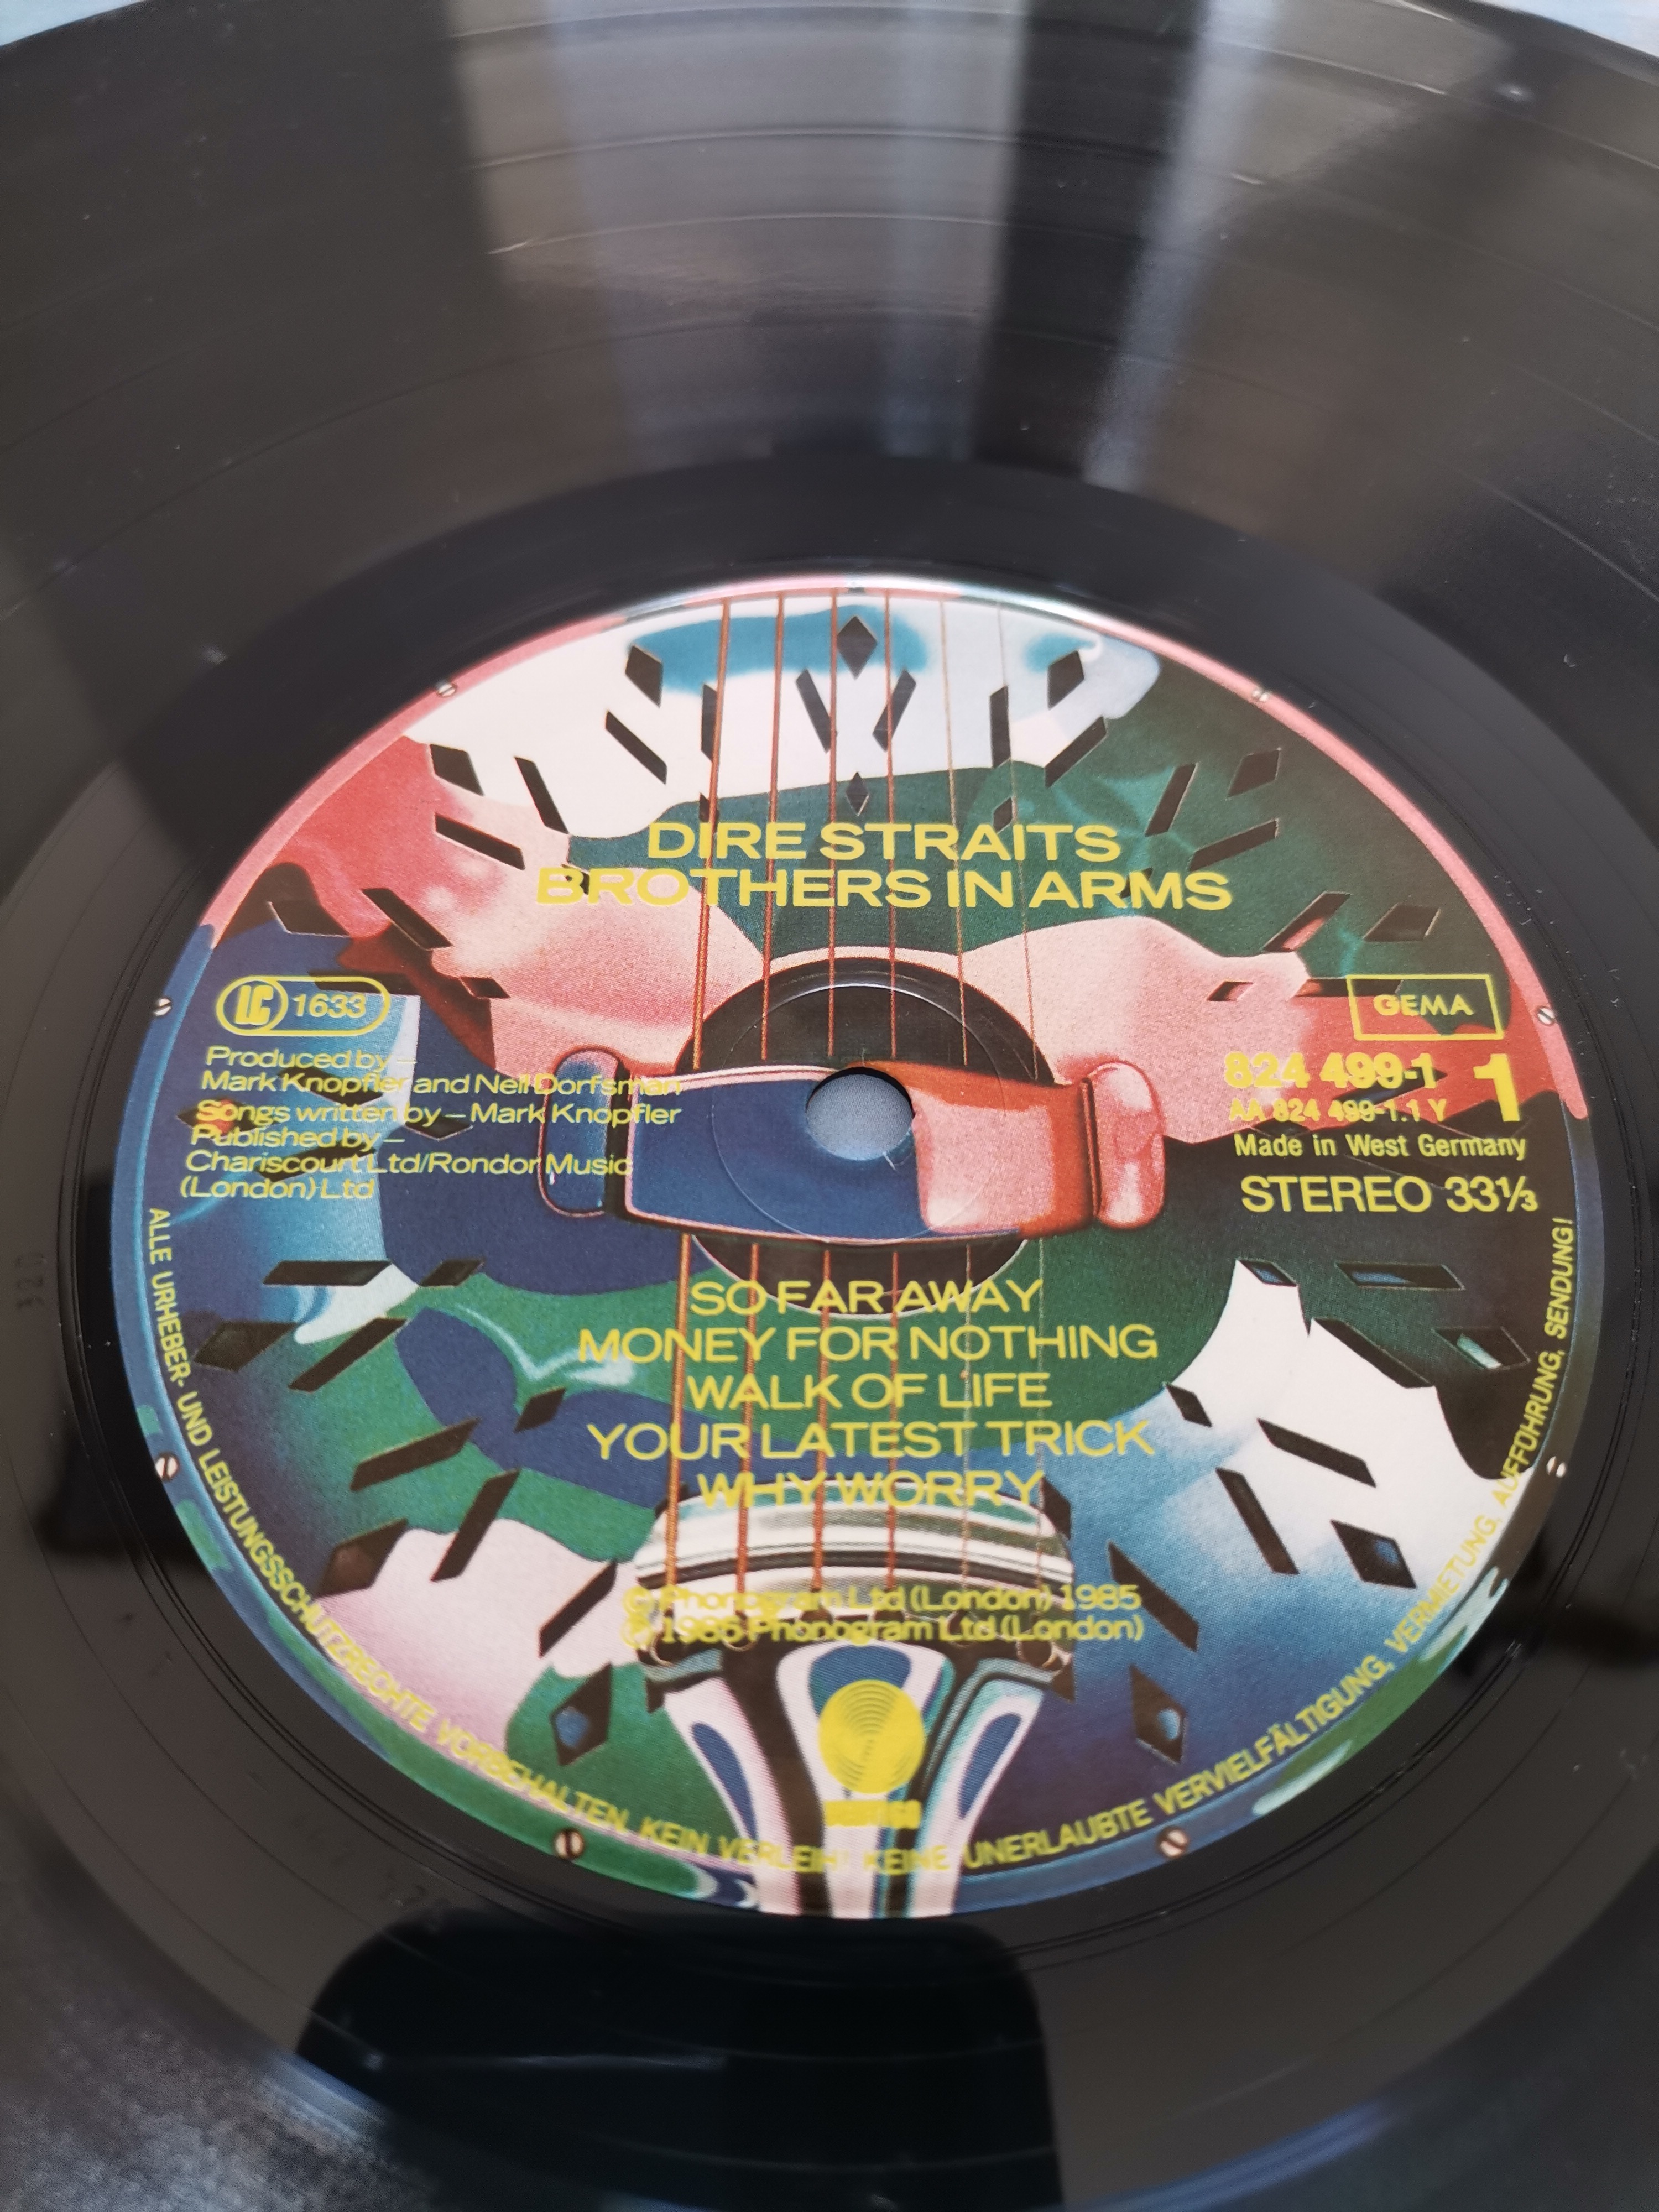 DIRE STRAITS
BROTHERS IN ARMS
LC 1633
Produced by –
Mark Knopfler and Neil Dorfsman
Songs written by – Mark Knopfler
Published by –
Chariscourt Ltd/Rondor Music
(London) Ltd
GEMA
824 499-1 1
AA 824 499-1.1 Y
Made in West Germany
STEREO 33⅓
SO FAR AWAY
MONEY FOR NOTHING
WALK OF LIFE
YOUR LATEST TRICK
WHY WORRY
© Phonogram Ltd (London) 1985
℗ 1985 Phonogram Ltd (London)
VERTIGO
ALLE URHEBER- UND LEISTUNGSSCHUTZRECHTE VORBEHALTEN. KEIN VERLEIH! KEINE UNERLAUBTE VERVIELFÄLTIGUNG, VERMIETUNG, AUFFÜHRUNG, SENDUNG!
320